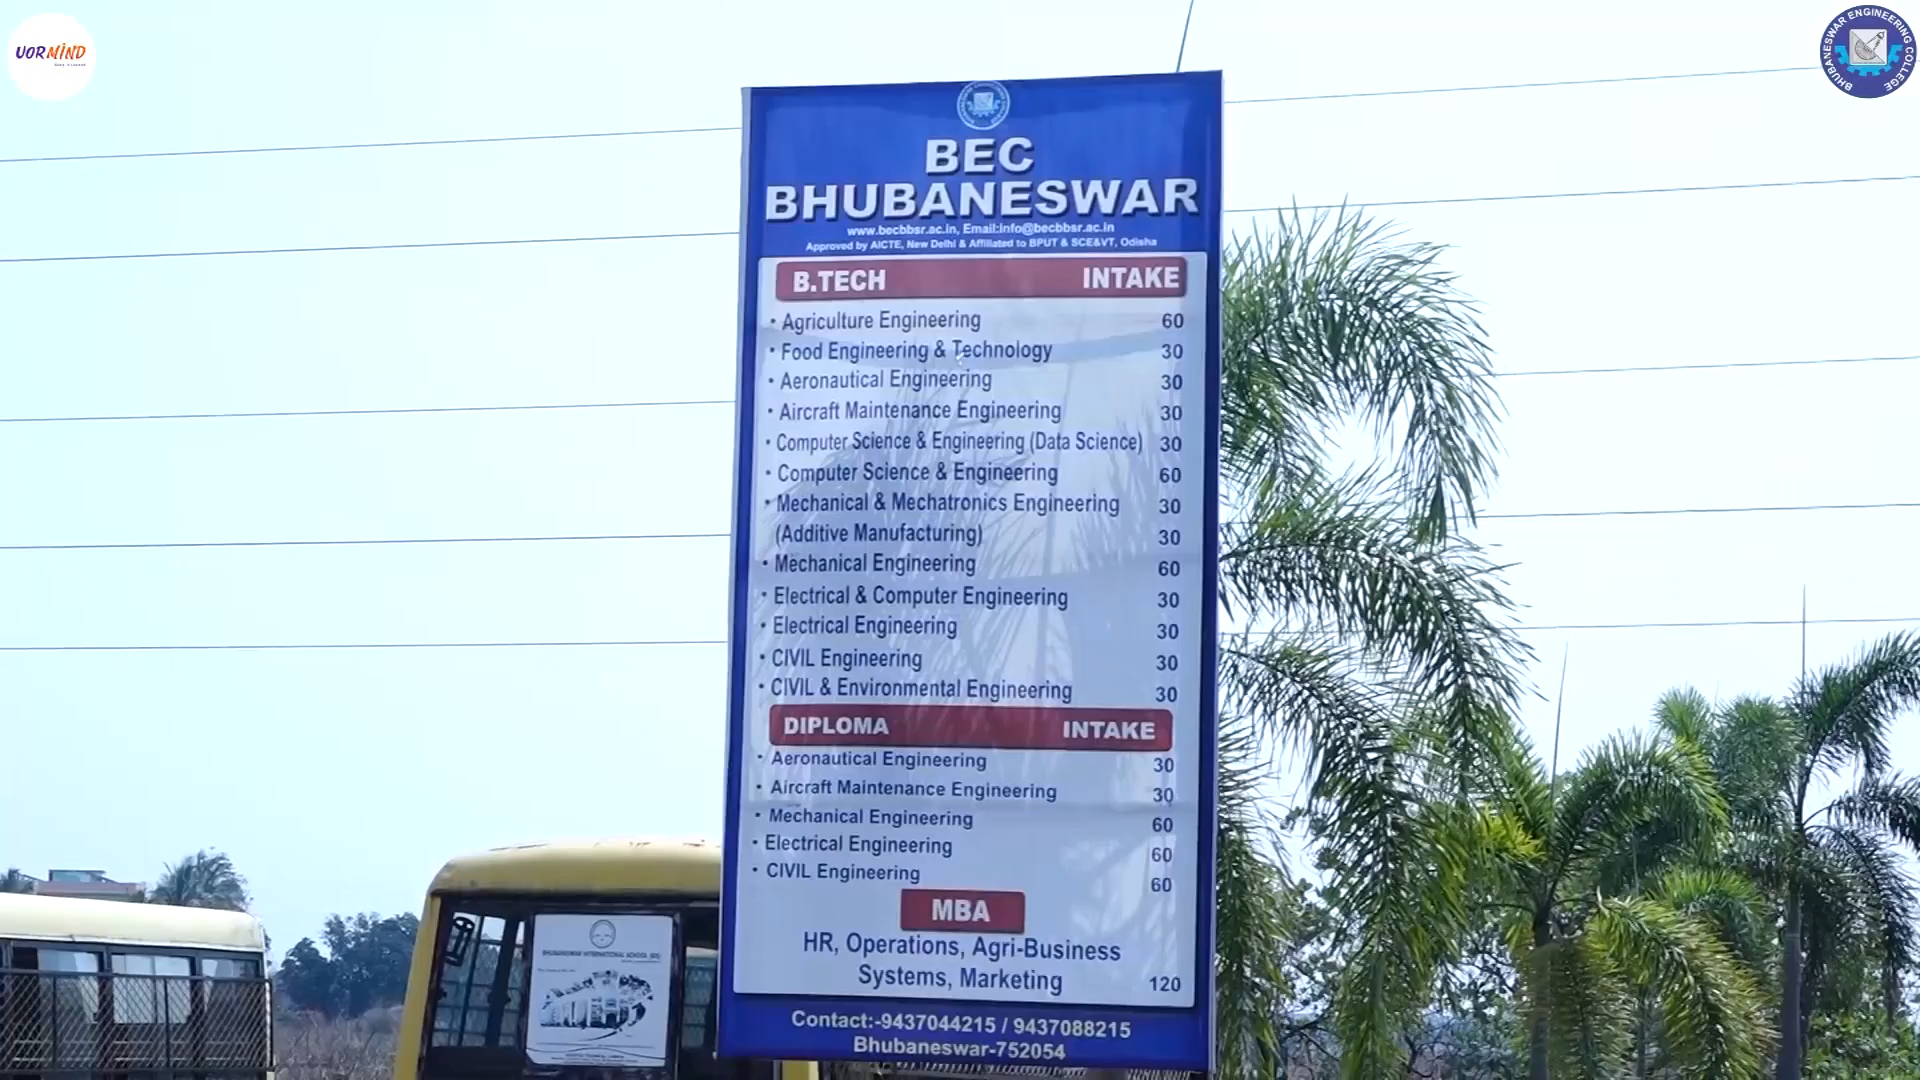 UORMIND
BHUBANESWAR ENGINEERING COLLEGE
BEC
BHUBANESWAR
www.becbbsr.ac.in, Email:info@becbbsr.ac.in
Approved by AICTE, New Delhi & Affiliated to BPUT & SCE&VT, Odisha
B.TECH INTAKE
• Agriculture Engineering 60
• Food Engineering & Technology 30
• Aeronautical Engineering 30
• Aircraft Maintenance Engineering 30
• Computer Science & Engineering (Data Science) 30
• Computer Science & Engineering 60
• Mechanical & Mechatronics Engineering 30
(Additive Manufacturing) 30
• Mechanical Engineering 60
• Electrical & Computer Engineering 30
• Electrical Engineering 30
• CIVIL Engineering 30
• CIVIL & Environmental Engineering 30
DIPLOMA INTAKE
• Aeronautical Engineering 30
• Aircraft Maintenance Engineering 30
• Mechanical Engineering 60
• Electrical Engineering 60
• CIVIL Engineering 60
MBA
HR, Operations, Agri-Business
Systems, Marketing 120
Contact:-9437044215 / 9437088215
Bhubaneswar-752054
BHUBANESWAR INTERNATIONAL SCHOOL